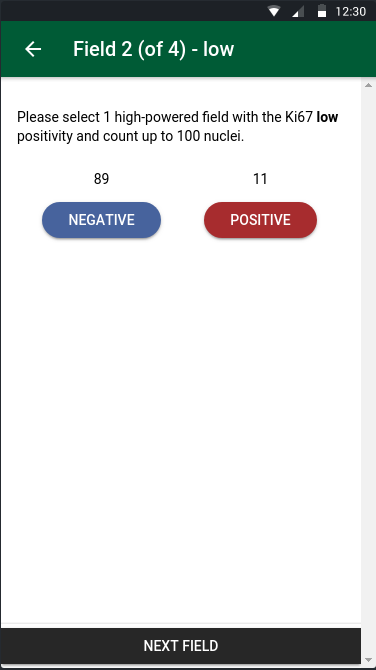 12:30
Field 2 (of 4) - low
Please select 1 high-powered field with the Ki67 low
positivity and count up to 100 nuclei.
89 11
NEGATIVE POSITIVE
NEXT FIELD